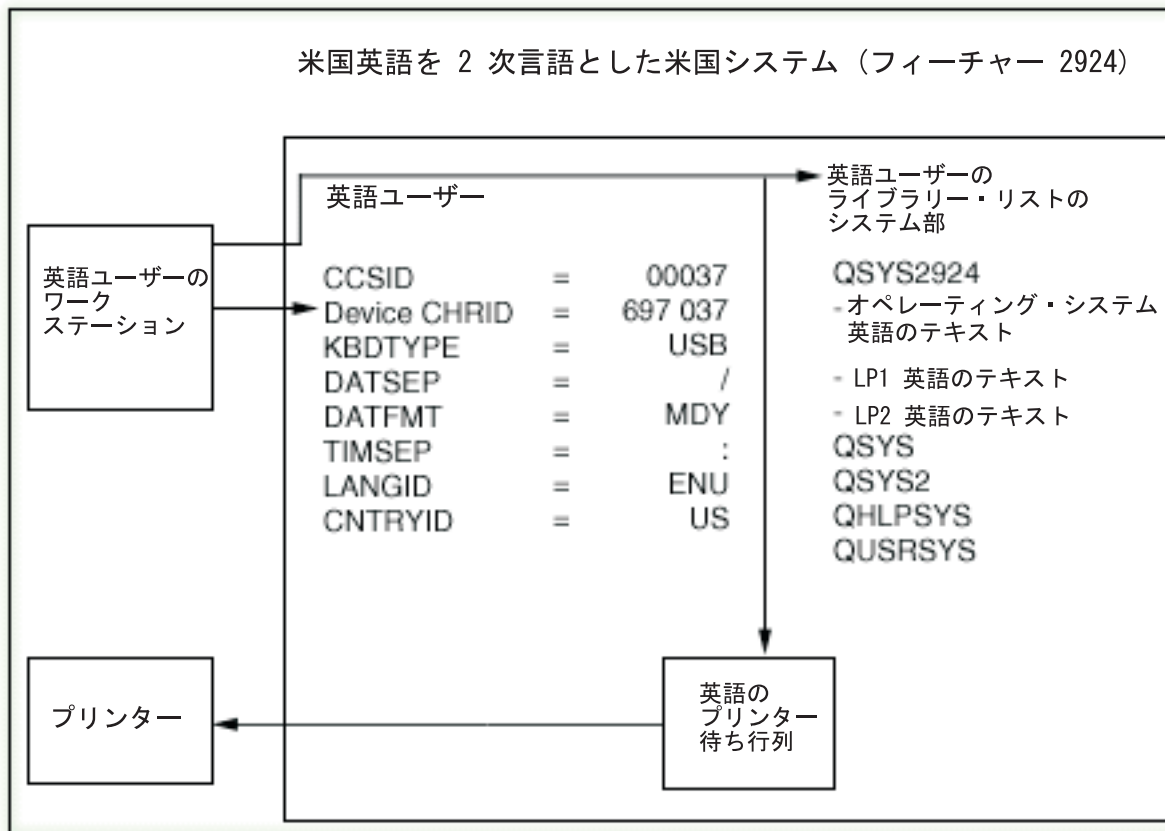 米国英語を 2 次言語とした米国システム (フィーチャー 2924)
英語ユーザーの
ワーク
ステーション
英語ユーザー
CCSID = 00037
Device CHRID = 697 037
KBDTYPE = USB
DATSEP = /
DATFMT = MDY
TIMSEP = :
LANGID = ENU
CNTRYID = US
英語ユーザーの
ライブラリー・リストの
システム部
QSYS2924
- オペレーティング・システム
英語のテキスト
- LP1 英語のテキスト
- LP2 英語のテキスト
QSYS
QSYS2
QHLPSYS
QUSRSYS
プリンター
英語の
プリンター
待ち行列